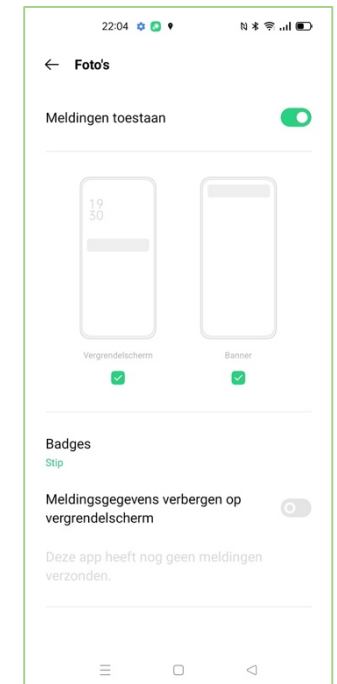 22:04
Foto's
Meldingen toestaan
19
30
Vergrendelscherm
Banner
Badges
Stip
Meldingsgegevens verbergen op
vergrendelscherm
Deze app heeft nog geen meldingen
verzonden.